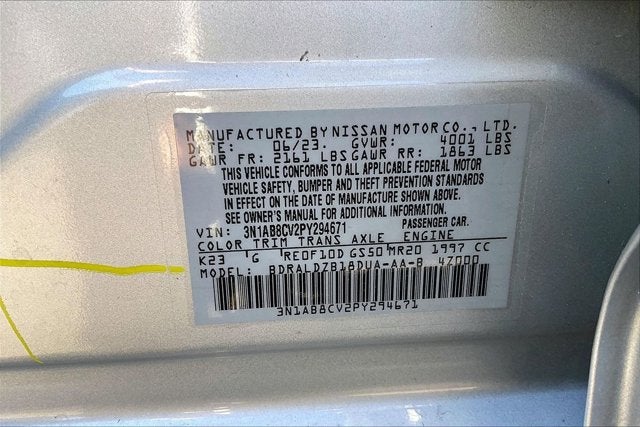 MANUFACTURED BY NISSAN MOTOR CO., LTD.
DATE: 06/23. GVWR: 4001 LBS
GAWR FR: 2161 LBS GAWR RR: 1863 LBS
THIS VEHICLE CONFORMS TO ALL APPLICABLE FEDERAL MOTOR
VEHICLE SAFETY, BUMPER AND THEFT PREVENTION STANDARDS
IN EFFECT ON THE DATE OF MANUFACTURE SHOWN ABOVE.
SEE OWNER'S MANUAL FOR ADDITIONAL INFORMATION.
VIN: 3N1AB8CV2PY294671 PASSENGER CAR.
COLOR TRIM TRANS AXLE ENGINE
K23 G RE0F10D GS50 MR20 1997 CC
MODEL: BDRALDZB18DUA-AA-B 4Z000
3N1AB8CV2PY294671